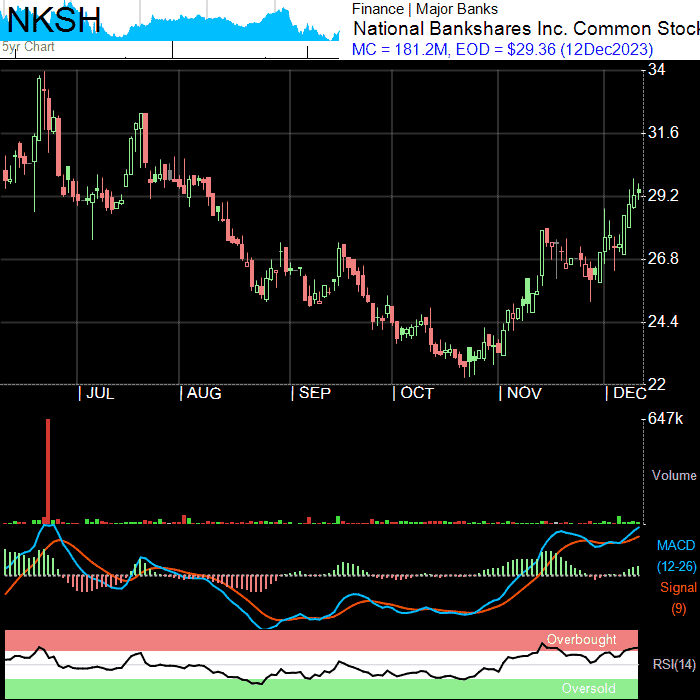 NKSH
5yr Chart
Finance | Major Banks
National Bankshares Inc. Common Stoc
MC = 181.2M, EOD = $29.36 (12Dec2023)
34
31.6
29.2
26.8
24.4
22
| JUL | AUG | SEP | OCT | NOV | DEC
647k
Volume
MACD
(12-26)
Signal
(9)
Overbought
RSI(14)
Oversold